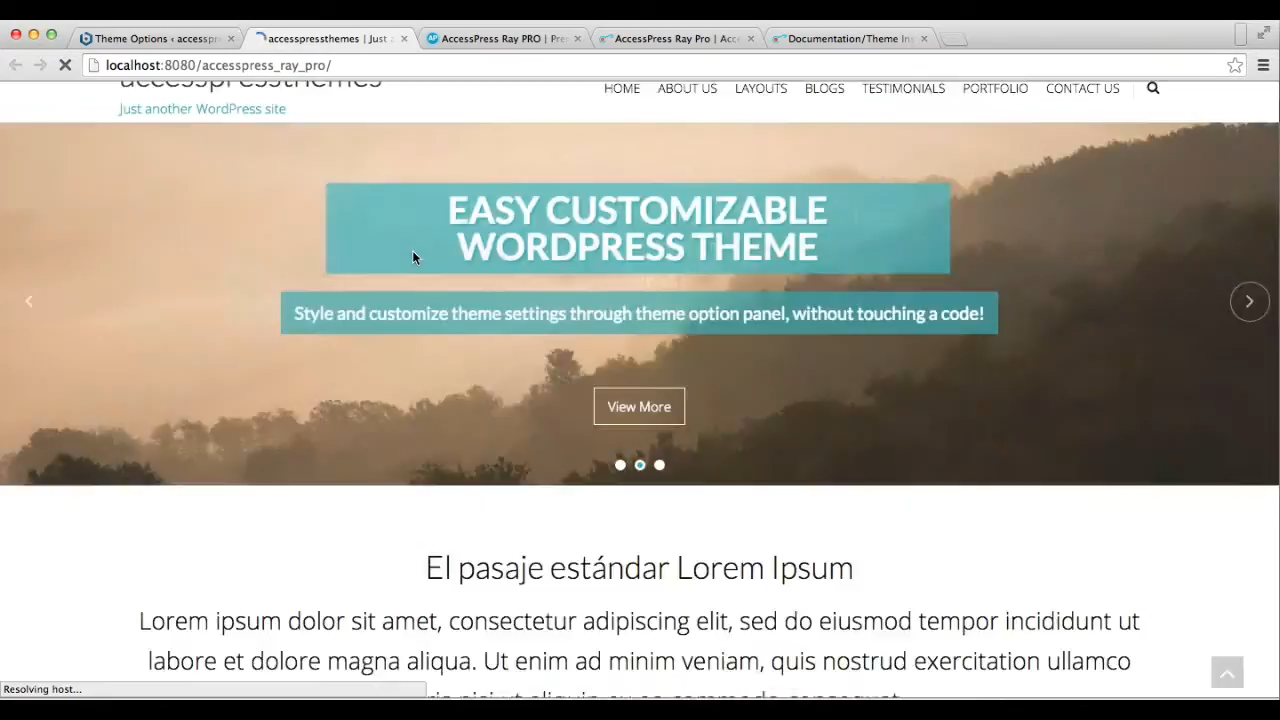 Theme Options ‹ accesspr
accesspressthemes | Just a
AccessPress Ray PRO | Pre
AccessPress Ray Pro | Acc
Documentation/Theme In
localhost:8080/accesspress_ray_pro/
accesspressthemes
Just another WordPress site
HOME ABOUT US LAYOUTS BLOGS TESTIMONIALS PORTFOLIO CONTACT US
EASY CUSTOMIZABLE
WORDPRESS THEME
Style and customize theme settings through theme option panel, without touching a code!
View More
El pasaje estándar Lorem Ipsum
Lorem ipsum dolor sit amet, consectetur adipiscing elit, sed do eiusmod tempor incididunt ut
labore et dolore magna aliqua. Ut enim ad minim veniam, quis nostrud exercitation ullamco
Resolving host...